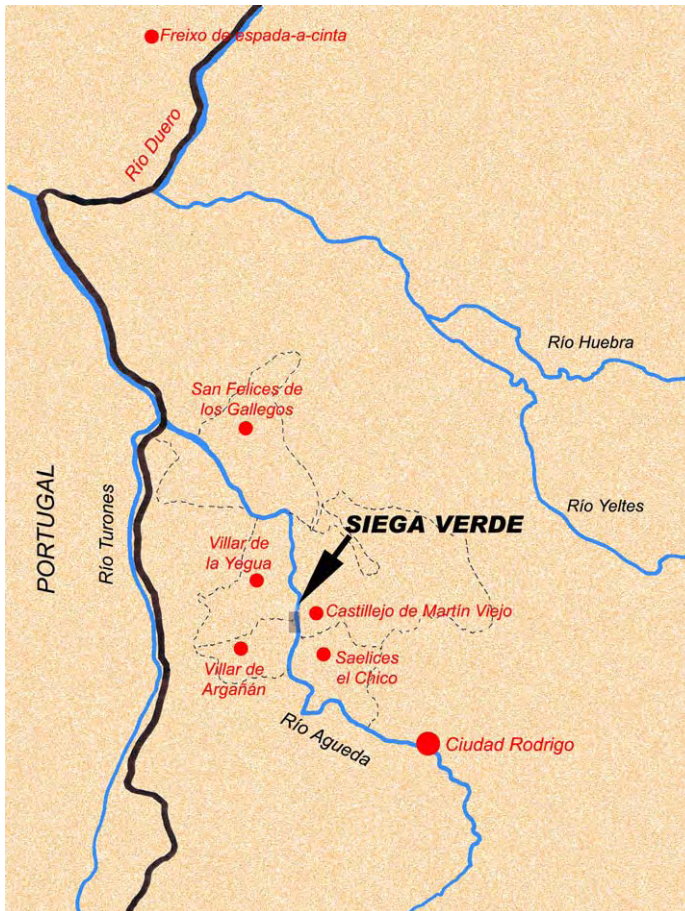 Freixo de espada-a-cinta
Río Duero
Río Huebra
San Felices de
los Gallegos
PORTUGAL
Río Turones
Río Yeltes
SIEGA VERDE
Villar de
la Yegua
Castillejo de Martín Viejo
Villar de
Argañán
Saelices
el Chico
Río Agueda
Ciudad Rodrigo